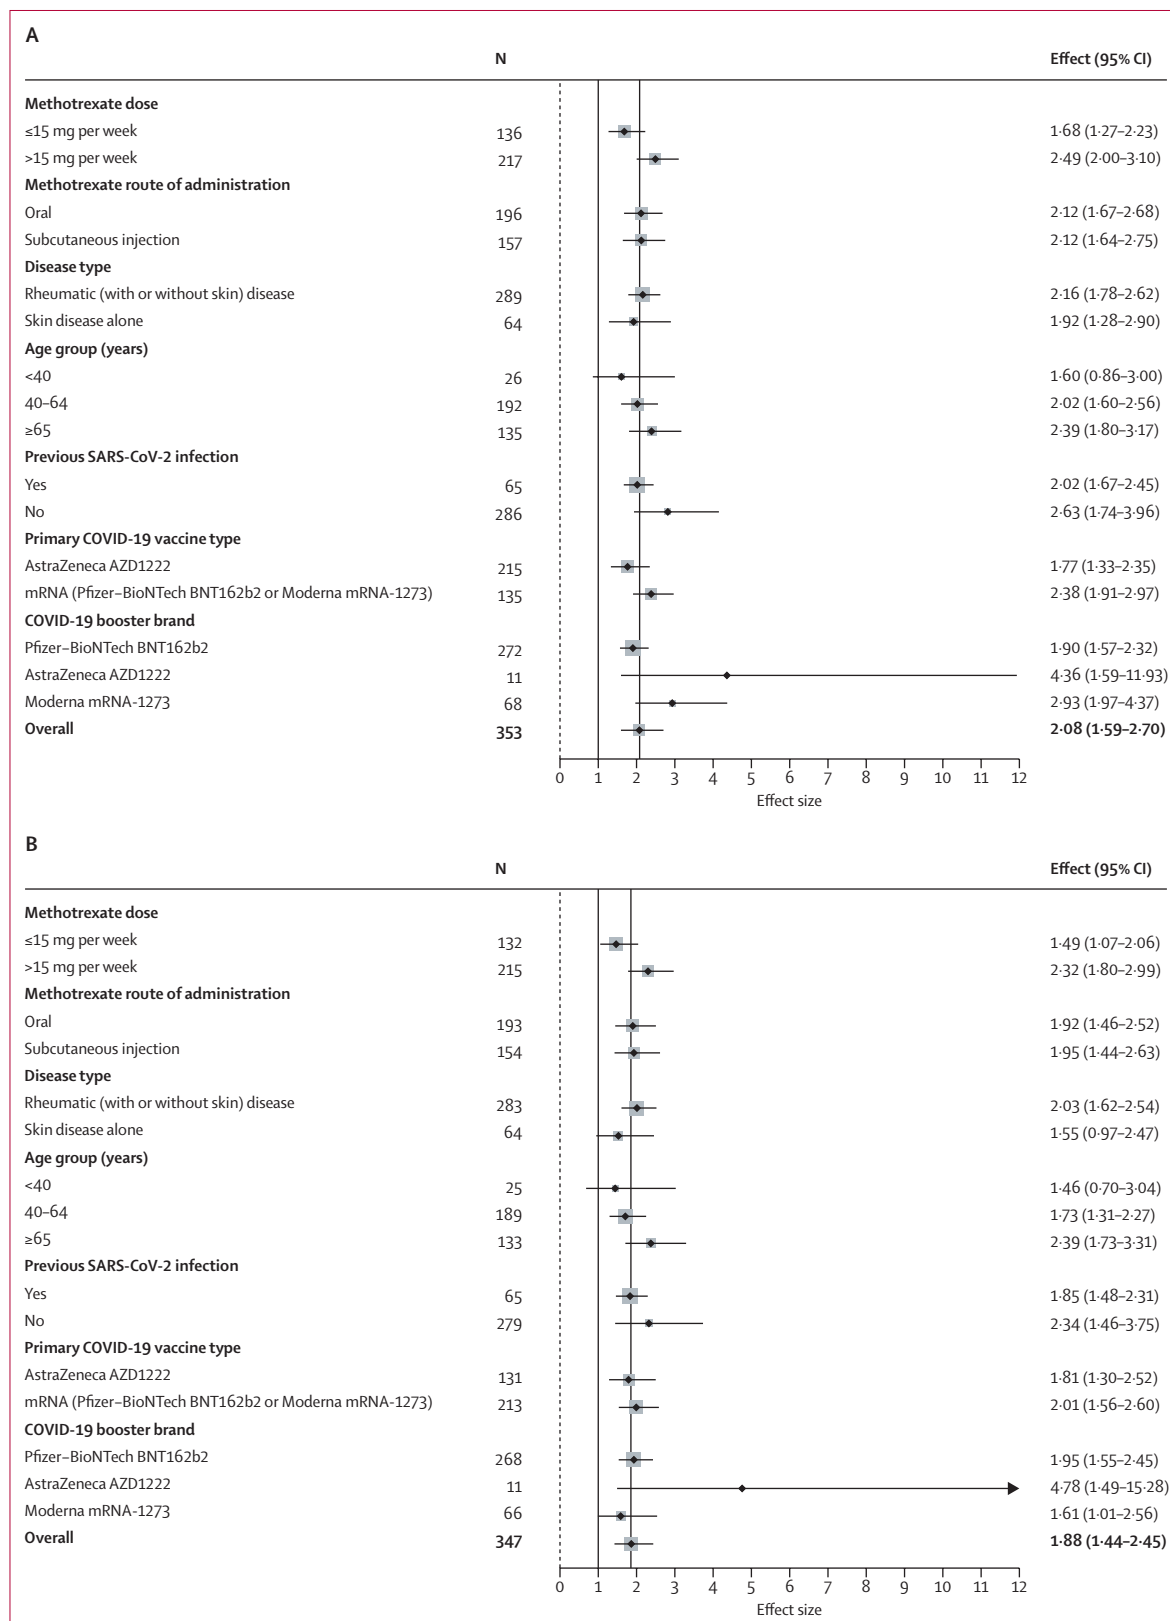 A
N Effect (95% CI)
Methotrexate dose
≤15 mg per week 136 1·68 (1·27–2·23)
>15 mg per week 217 2·49 (2·00–3·10)
Methotrexate route of administration
Oral 196 2·12 (1·67–2·68)
Subcutaneous injection 157 2·12 (1·64–2·75)
Disease type
Rheumatic (with or without skin) disease 289 2·16 (1·78–2·62)
Skin disease alone 64 1·92 (1·28–2·90)
Age group (years)
<40 26 1·60 (0·86–3·00)
40–64 192 2·02 (1·60–2·56)
≥65 135 2·39 (1·80–3·17)
Previous SARS-CoV-2 infection
Yes 65 2·02 (1·67–2·45)
No 286 2·63 (1·74–3·96)
Primary COVID-19 vaccine type
AstraZeneca AZD1222 215 1·77 (1·33–2·35)
mRNA (Pfizer–BioNTech BNT162b2 or Moderna mRNA-1273) 135 2·38 (1·91–2·97)
COVID-19 booster brand
Pfizer–BioNTech BNT162b2 272 1·90 (1·57–2·32)
AstraZeneca AZD1222 11 4·36 (1·59–11·93)
Moderna mRNA-1273 68 2·93 (1·97–4·37)
Overall 353 2·08 (1·59–2·70)
0 1 2 3 4 5 6 7 8 9 10 11 12
Effect size
B
N Effect (95% CI)
Methotrexate dose
≤15 mg per week 132 1·49 (1·07–2·06)
>15 mg per week 215 2·32 (1·80–2·99)
Methotrexate route of administration
Oral 193 1·92 (1·46–2·52)
Subcutaneous injection 154 1·95 (1·44–2·63)
Disease type
Rheumatic (with or without skin) disease 283 2·03 (1·62–2·54)
Skin disease alone 64 1·55 (0·97–2·47)
Age group (years)
<40 25 1·46 (0·70–3·04)
40–64 189 1·73 (1·31–2·27)
≥65 133 2·39 (1·73–3·31)
Previous SARS-CoV-2 infection
Yes 65 1·85 (1·48–2·31)
No 279 2·34 (1·46–3·75)
Primary COVID-19 vaccine type
AstraZeneca AZD1222 131 1·81 (1·30–2·52)
mRNA (Pfizer–BioNTech BNT162b2 or Moderna mRNA-1273) 213 2·01 (1·56–2·60)
COVID-19 booster brand
Pfizer–BioNTech BNT162b2 268 1·95 (1·55–2·45)
AstraZeneca AZD1222 11 4·78 (1·49–15·28)
Moderna mRNA-1273 66 1·61 (1·01–2·56)
Overall 347 1·88 (1·44–2·45)
0 1 2 3 4 5 6 7 8 9 10 11 12
Effect size